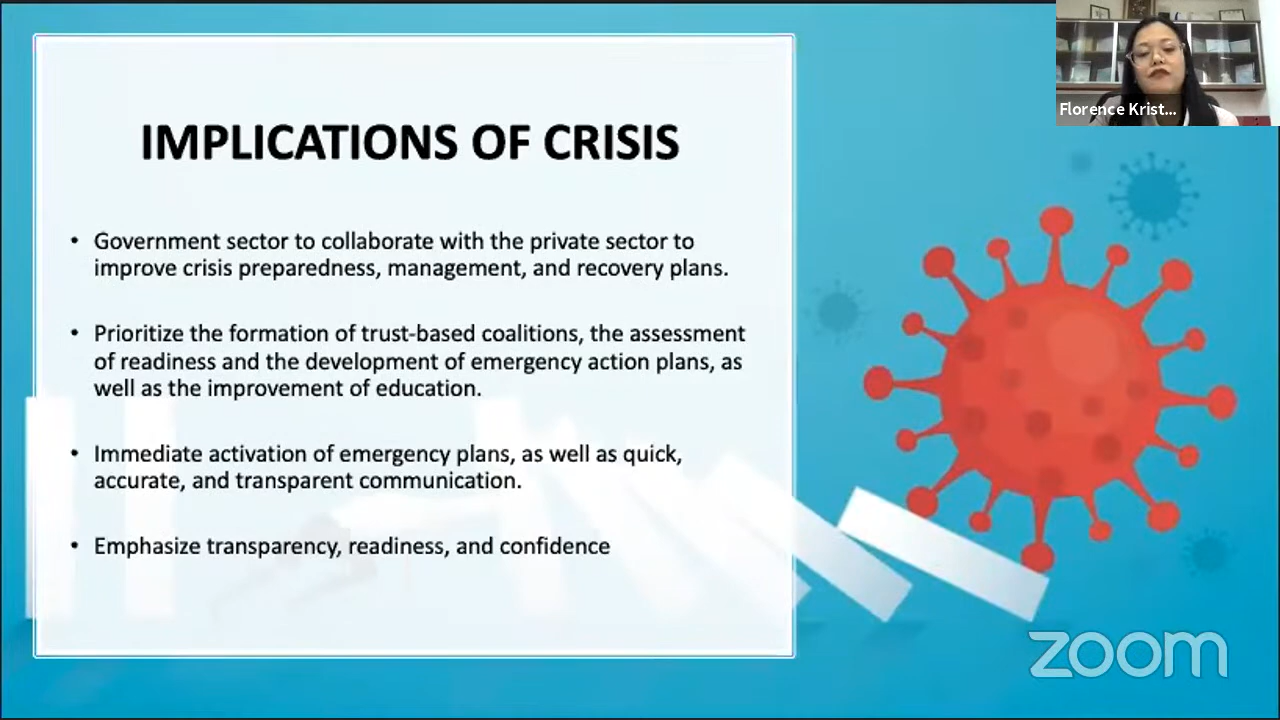 IMPLICATIONS OF CRISIS
• Government sector to collaborate with the private sector to
improve crisis preparedness, management, and recovery plans.
• Prioritize the formation of trust-based coalitions, the assessment
of readiness and the development of emergency action plans, as
well as the improvement of education.
• Immediate activation of emergency plans, as well as quick,
accurate, and transparent communication.
• Emphasize transparency, readiness, and confidence
Florence Krist...
zoom